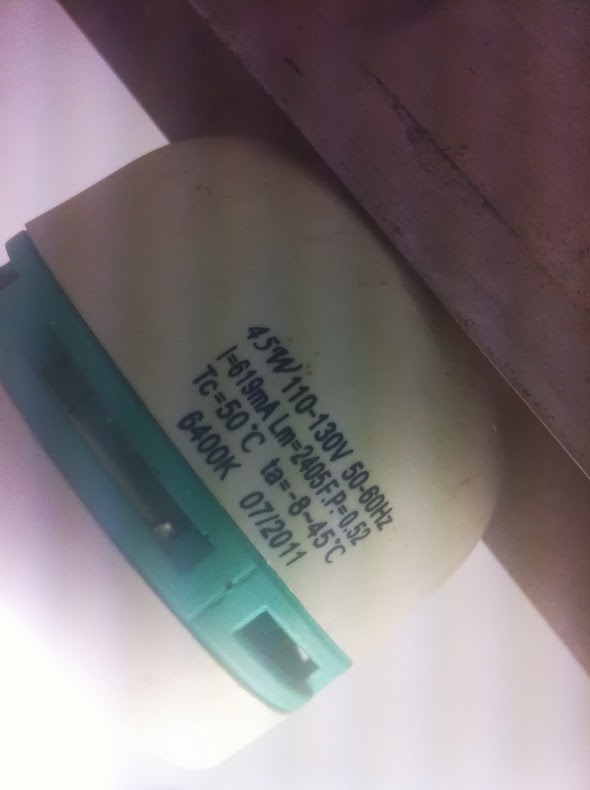 45W 110-130V 50-60Hz
I=619mA Lm=2405F.P.=0.52
Tc=50°C ta=-8~45°C
6400K 07/2011